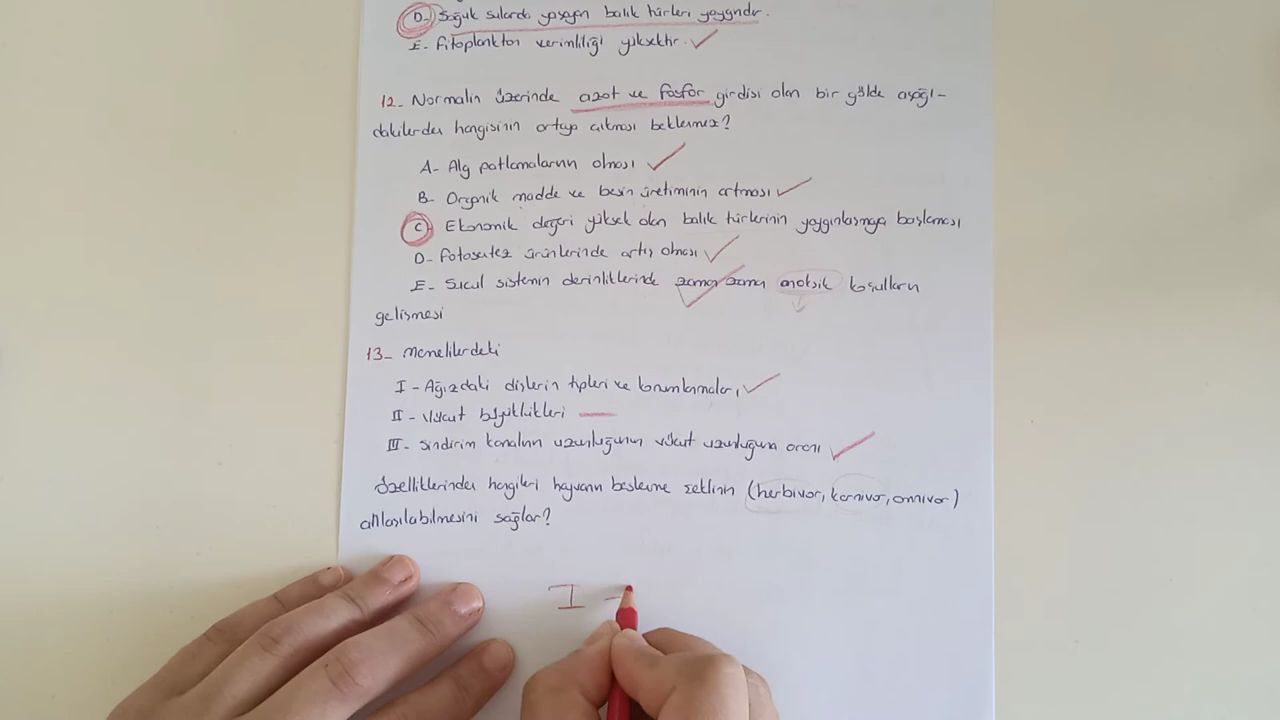 D- Soğuk sularda yaşayan balık türleri yaygındır.
E- Fitoplankton verimliliği yüksektir.
12- Normalin üzerinde azot ve fosfor girdisi olan bir gölde aşağı-
dakilerden hangisinin ortaya çıkması beklenmez?
A- Alg patlamalarının olması
B- Organik madde ve besin üretiminin artması
C- Ekonomik değeri yüksek olan balık türlerinin yaygınlaşmaya başlaması
D- Fotosentez ürünlerinde artış olması
E- Sucul sistemin derinliklerinde zaman zaman anoksik koşulların
gelişmesi
13- Memelilerdeki
I- Ağızdaki dişlerin tipleri ve konumlanmaları,
II- Vücut büyüklükleri
III- Sindirim kanalının uzunluğunun vücut uzunluğuna oranı
özelliklerinden hangileri hayvanın beslenme şeklinin (herbivor, karnivor, omnivor)
anlaşılabilmesini sağlar?
I -